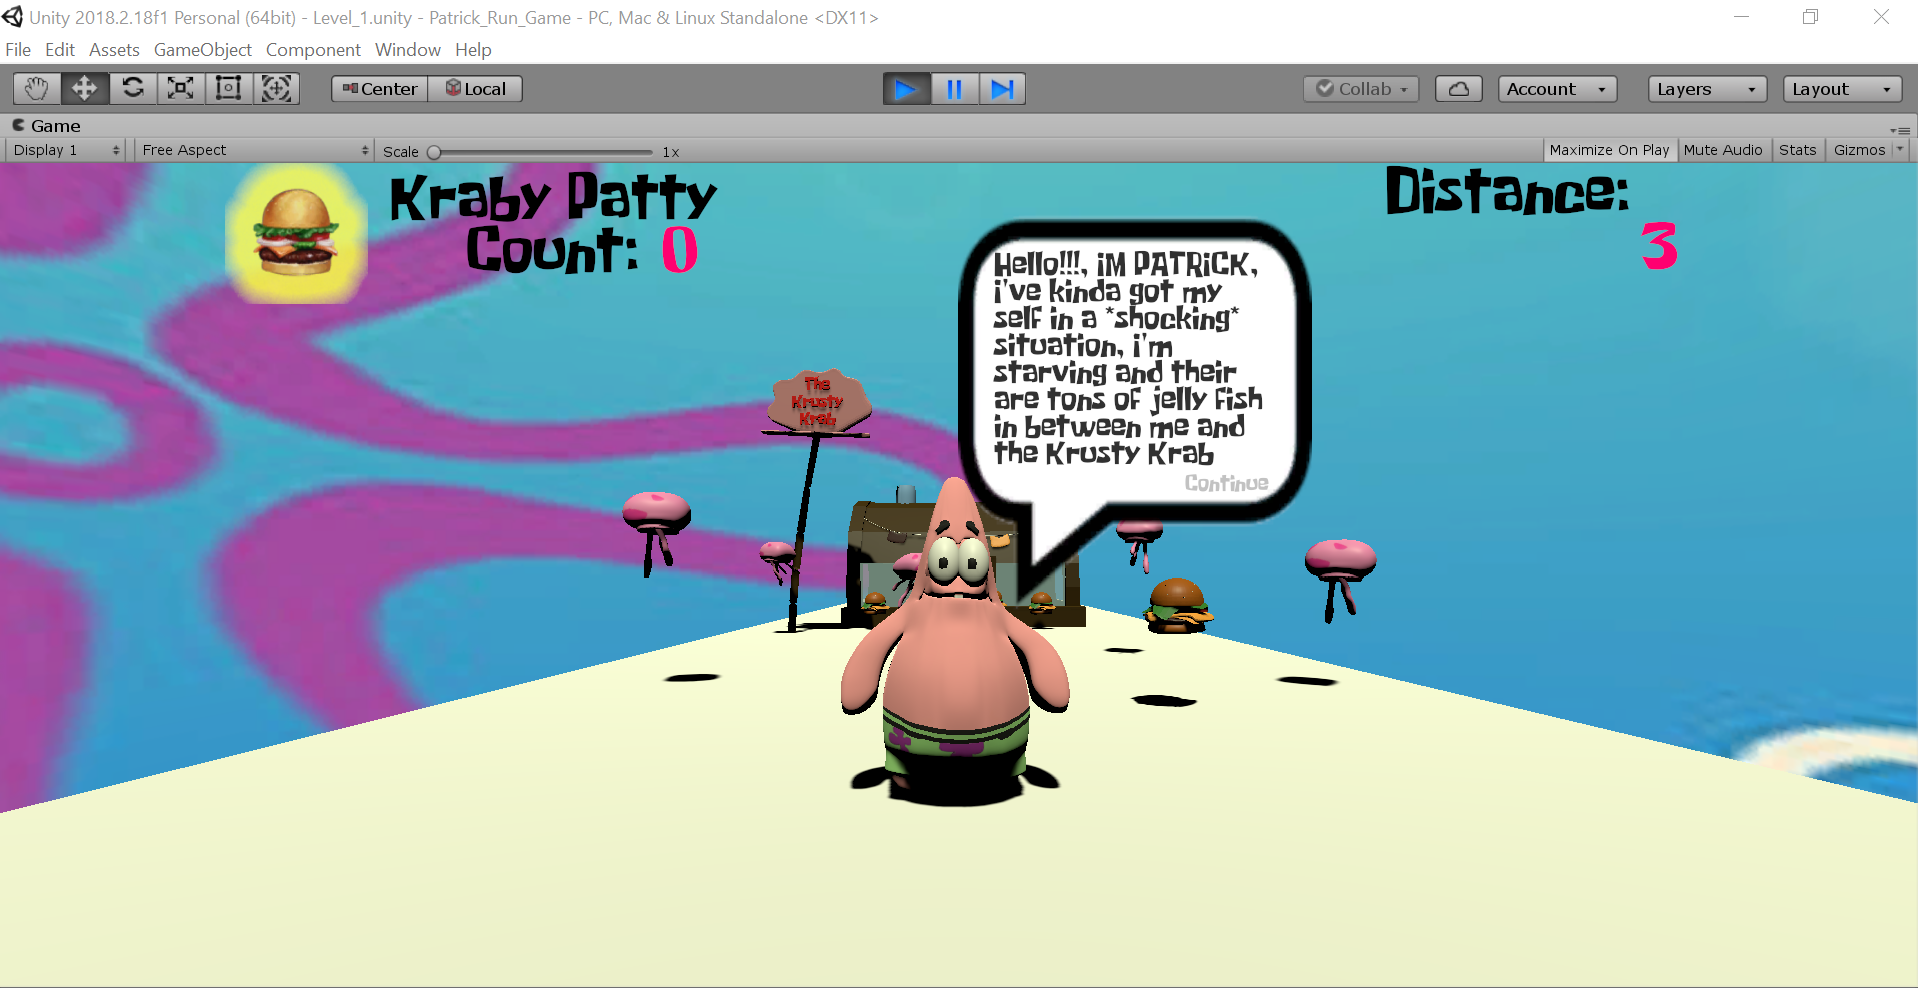 Unity 2018.2.18f1 Personal (64bit) - Level_1.unity - Patrick_Run_Game - PC, Mac & Linux Standalone <DX11>
File Edit Assets GameObject Component Window Help
Center Local Collab Account Layers Layout
Game
Display 1 Free Aspect Scale 1x Maximize On Play Mute Audio Stats Gizmos
Kraby Patty
Count: 0
Distance:
3
Hello!!!, iM PATRiCK,
i've kinda got my
self in a *shocking*
situation, i'm
starving and their
are tons of jelly fish
in between me and
the Krusty Krab
Continue
The
Krusty
Krab